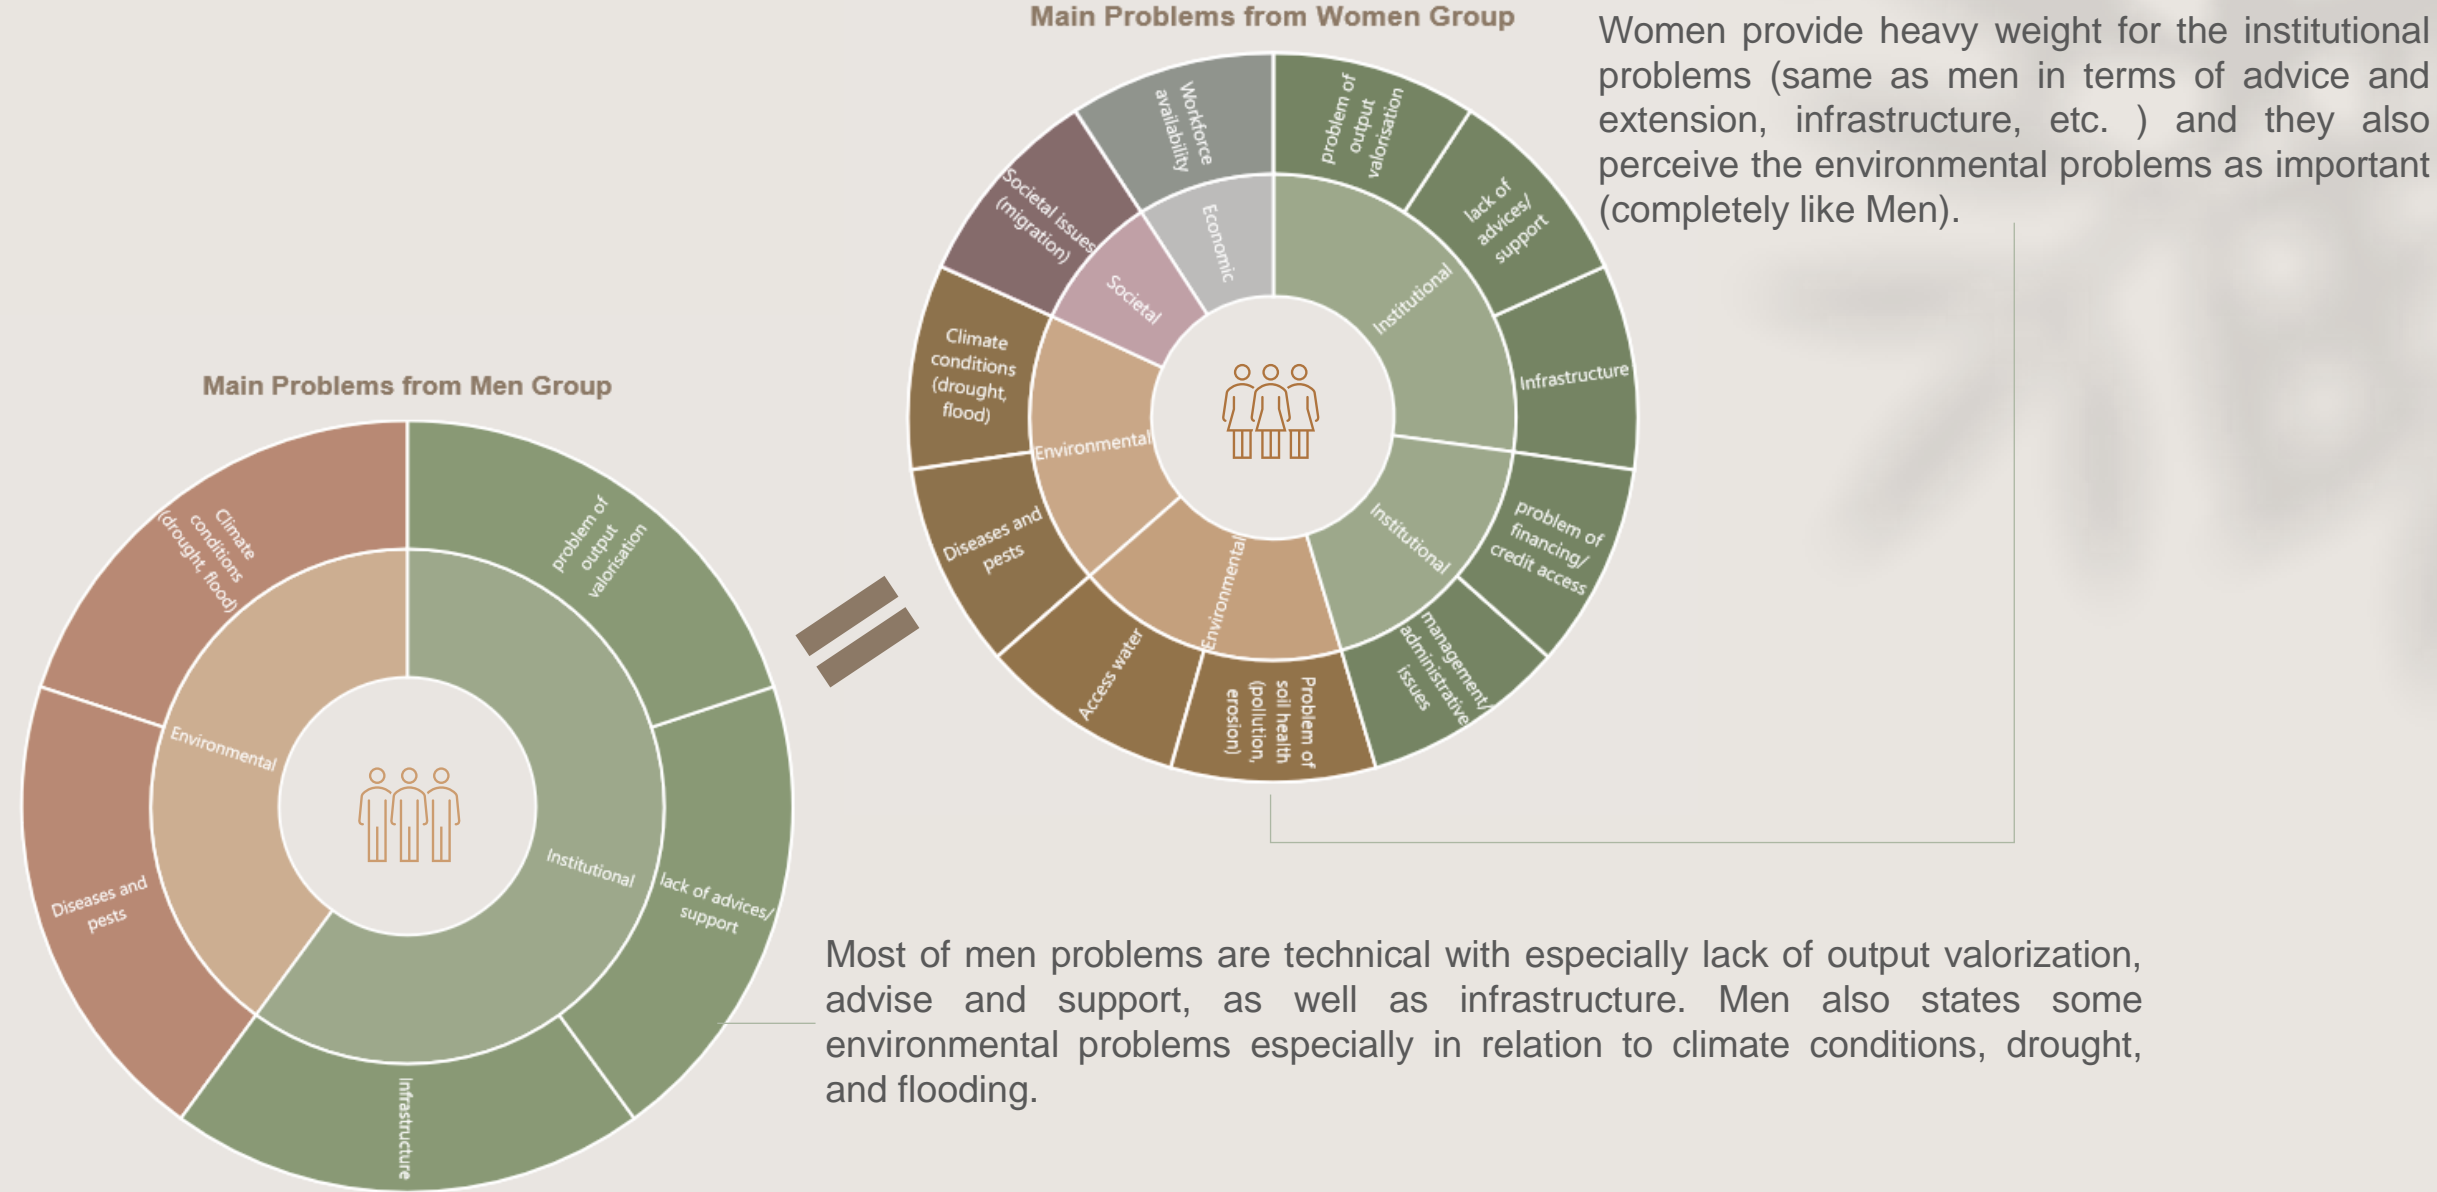 Main Problems from Women Group
Women provide heavy weight for the institutional
problems (same as men in terms of advice and
extension, infrastructure, etc. ) and they also
perceive the environmental problems as important
(completely like Men).
problem of
output
valorisation
lack of
advices/
support
Infrastructure
problem of
financing/
credit access
management/
administrative
issues
Problem of
soil health
(pollution,
erosion)
Access water
Diseases and
pests
Climate
conditions
(drought,
flood)
Societal issues
(migration)
Workforce
availability
Institutional
Institutional
Environmental
Environmental
Societal
Economic
Main Problems from Men Group
problem of
output
valorisation
lack of advices/
support
Infrastructure
Diseases and
pests
Climate
conditions
(drought, flood)
Institutional
Environmental
Most of men problems are technical with especially lack of output valorization,
advise and support, as well as infrastructure. Men also states some
environmental problems especially in relation to climate conditions, drought,
and flooding.